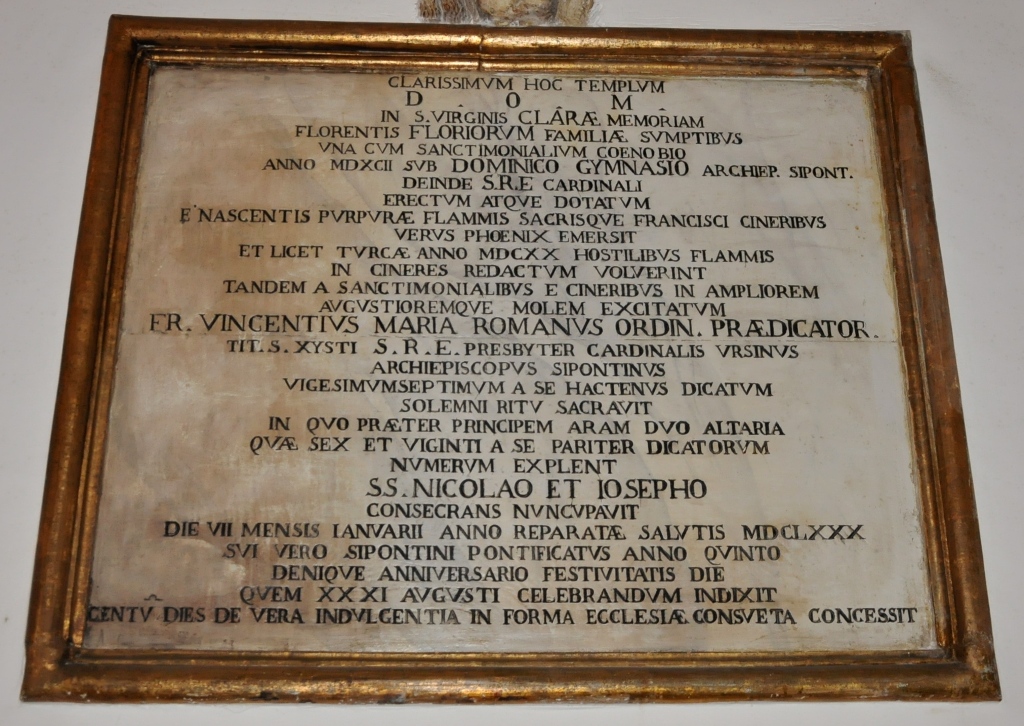 CLARISSIMVM HOC TEMPLVM
D . O . M .
IN S. VIRGINIS CLARÆ MEMORIAM
FLORENTIS FLORIORVM FAMILIÆ SVMPTIBUS
VNA CVM SANCTIMONIALIVM COENOBIO
ANNO MDXCII SVB DOMINICO GYMNASIO ARCHIEP. SIPONT.
DEINDE S.R.E CARDINALI
ERECTVM ATQVE DOTATVM
E NASCENTIS PVRPVRÆ FLAMMIS SACRISQVE FRANCISCI CINERIBVS
VERVS PHOENIX EMERSIT
ET LICET TVRCÆ ANNO MDCXX HOSTILIBVS FLAMMIS
IN CINERES REDACTVM VOLVERINT
TANDEM A SANCTIMONIALIBVS E CINERIBVS IN AMPLIOREM
AVGVSTIOREMQVE MOLEM EXCITATVM
FR. VINCENTIVS MARIA ROMANVS ORDIN. PRÆDICATOR.
TIT. S. XYSTI S.R.E. PRESBYTER CARDINALIS VRSINVS
ARCHIEPISCOPVS SIPONTINVS
VIGESIMVMSEPTIMVM A SE HACTENVS DICATVM
SOLEMNI RITV SACRAVIT
IN QVO PRÆTER PRINCIPEM ARAM DVO ALTARIA
QVÆ SEX ET VIGINTI A SE PARITER DICATORVM
NVMERVM EXPLENT
SS. NICOLAO ET IOSEPHO
CONSECRANS NVNCVPAVIT
DIE VII MENSIS IANVARII ANNO REPARATÆ SALVTIS MDCLXXX
SVI VERO SIPONTINI PONTIFICATVS ANNO QVINTO
DENIQVE ANNIVERSARIO FESTIVITATIS DIE
QVEM XXXI AVGVSTI CELEBRANDVM INDIXIT
CENTV̄ DIES DE VERA INDVLGENTIA IN FORMA ECCLESIÆ CONSVETA CONCESSIT